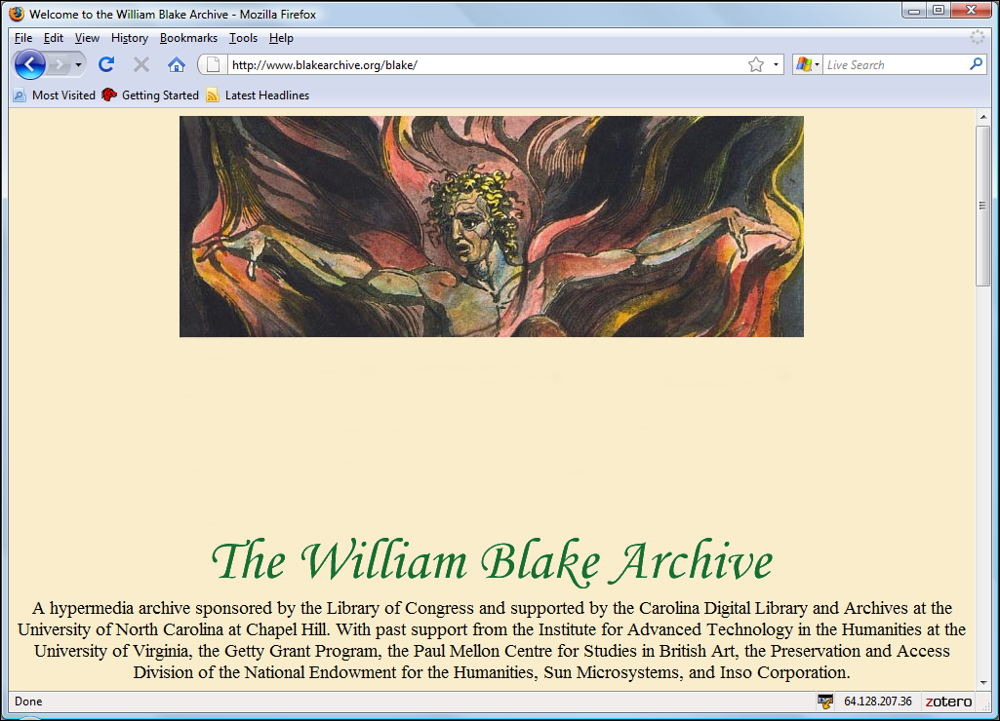 Welcome to the William Blake Archive - Mozilla Firefox
File Edit View History Bookmarks Tools Help
http://www.blakearchive.org/blake/ Live Search
Most Visited Getting Started Latest Headlines
The William Blake Archive
A hypermedia archive sponsored by the Library of Congress and supported by the Carolina Digital Library and Archives at the
University of North Carolina at Chapel Hill. With past support from the Institute for Advanced Technology in the Humanities at the
University of Virginia, the Getty Grant Program, the Paul Mellon Centre for Studies in British Art, the Preservation and Access
Division of the National Endowment for the Humanities, Sun Microsystems, and Inso Corporation.
Done 64.128.207.36 zotero